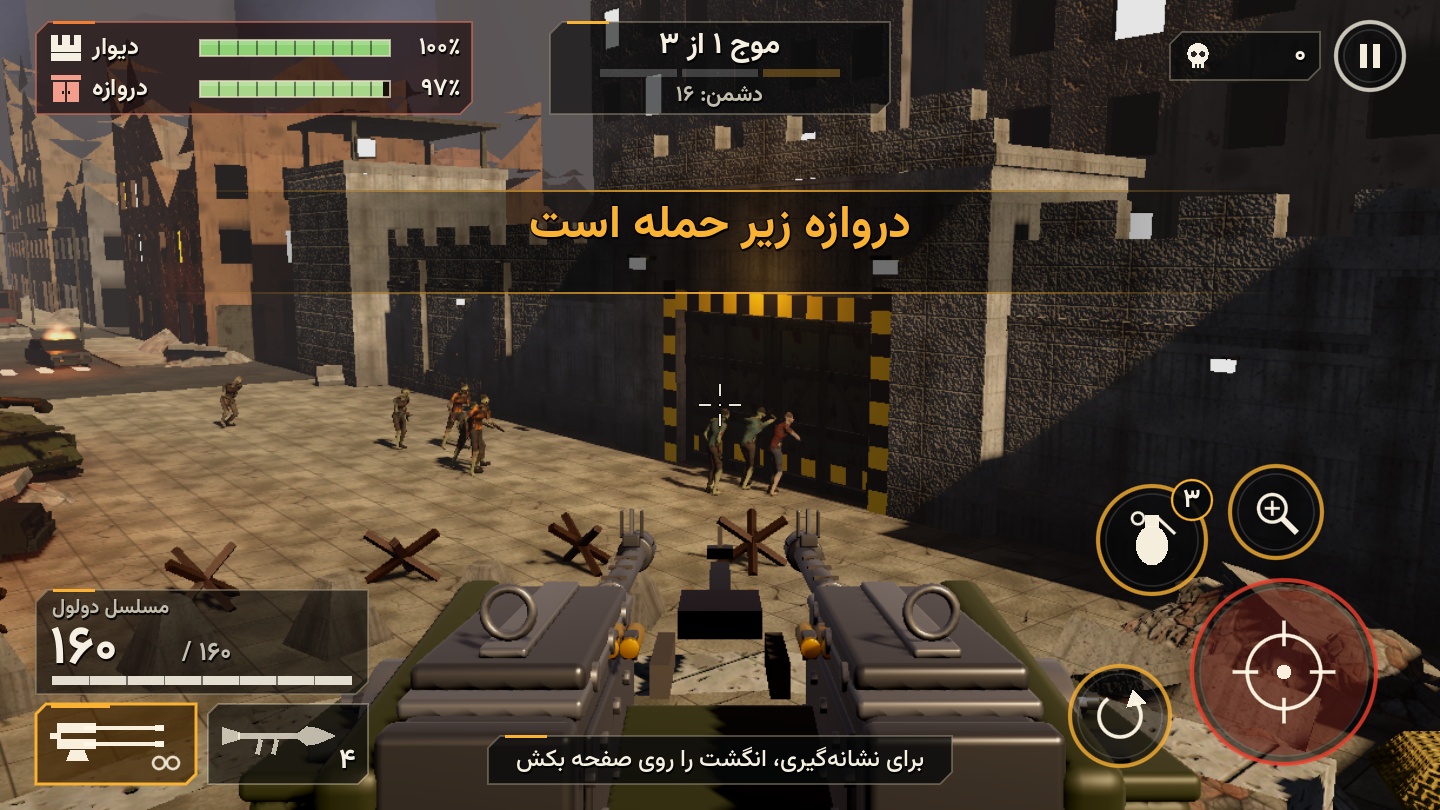 دیوار ۱۰۰٪
دروازه ۹۷٪
موج ۱ از ۳
دشمن: ۱۶
۰
دروازه زیر حمله است
۳
مسلسل دولول
۱۶۰ / ۱۶۰
∞
۴
برای نشانه‌گیری، انگشت را روی صفحه بکش